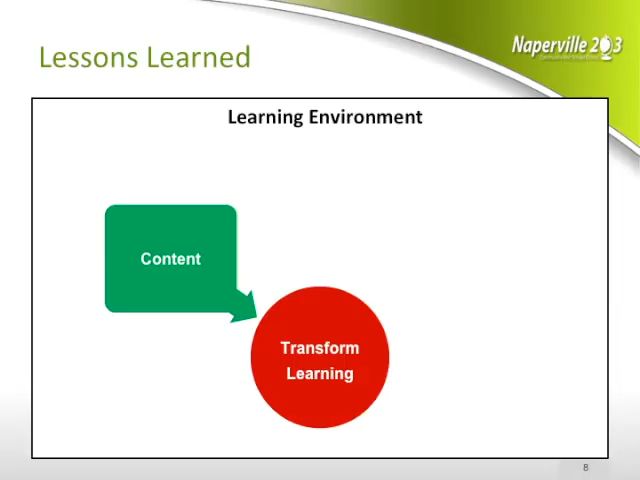 Lessons Learned
Naperville 203
Learning Environment
Content
Transform
Learning
8